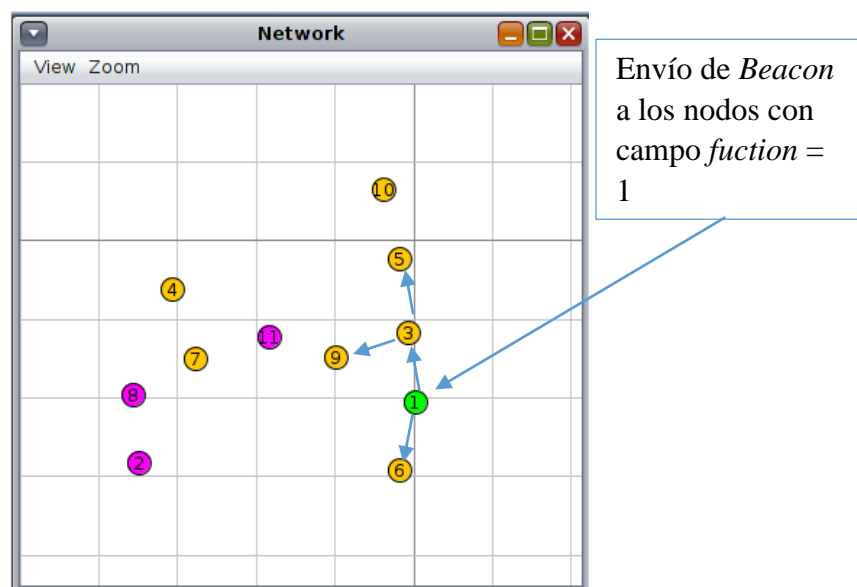 Network
View Zoom
Envío de Beacon
a los nodos con
campo fuction =
1
10
5
4
3
11
9
7
8
1
2
6